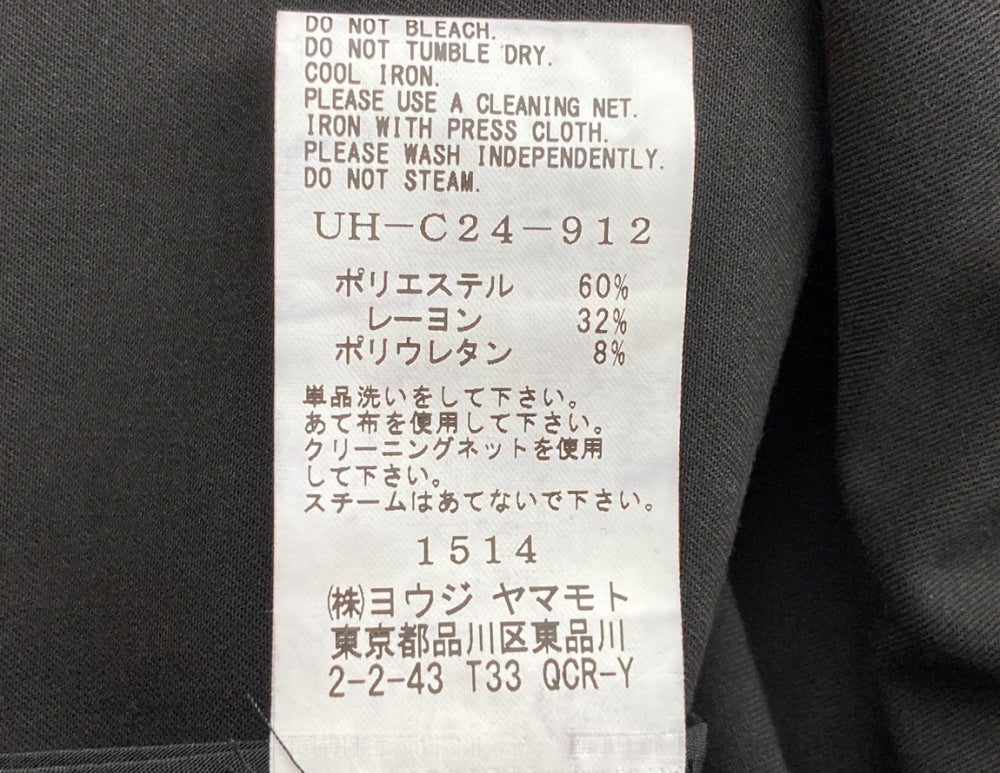 DO NOT BLEACH.
DO NOT TUMBLE DRY.
COOL IRON.
PLEASE USE A CLEANING NET.
IRON WITH PRESS CLOTH.
PLEASE WASH INDEPENDENTLY.
DO NOT STEAM.
UH-C24-912
ポリエステル 60%
レーヨン 32%
ポリウレタン 8%
単品洗いをして下さい。
あて布を使用して下さい。
クリーニングネットを使用
して下さい。
スチームはあてないで下さい。
1514
㈱ヨウジ ヤマモト
東京都品川区東品川
2-2-43 T33 QCR-Y